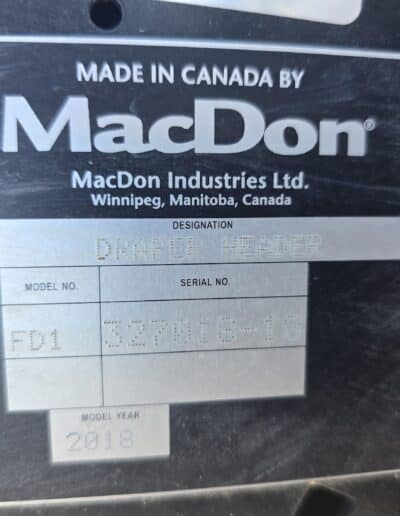 MADE IN CANADA BY
MacDon®
MacDon Industries Ltd.
Winnipeg, Manitoba, Canada
DESIGNATION
DRAPER HEADER
MODEL NO.
SERIAL NO.
FD1
MODEL YEAR
2018